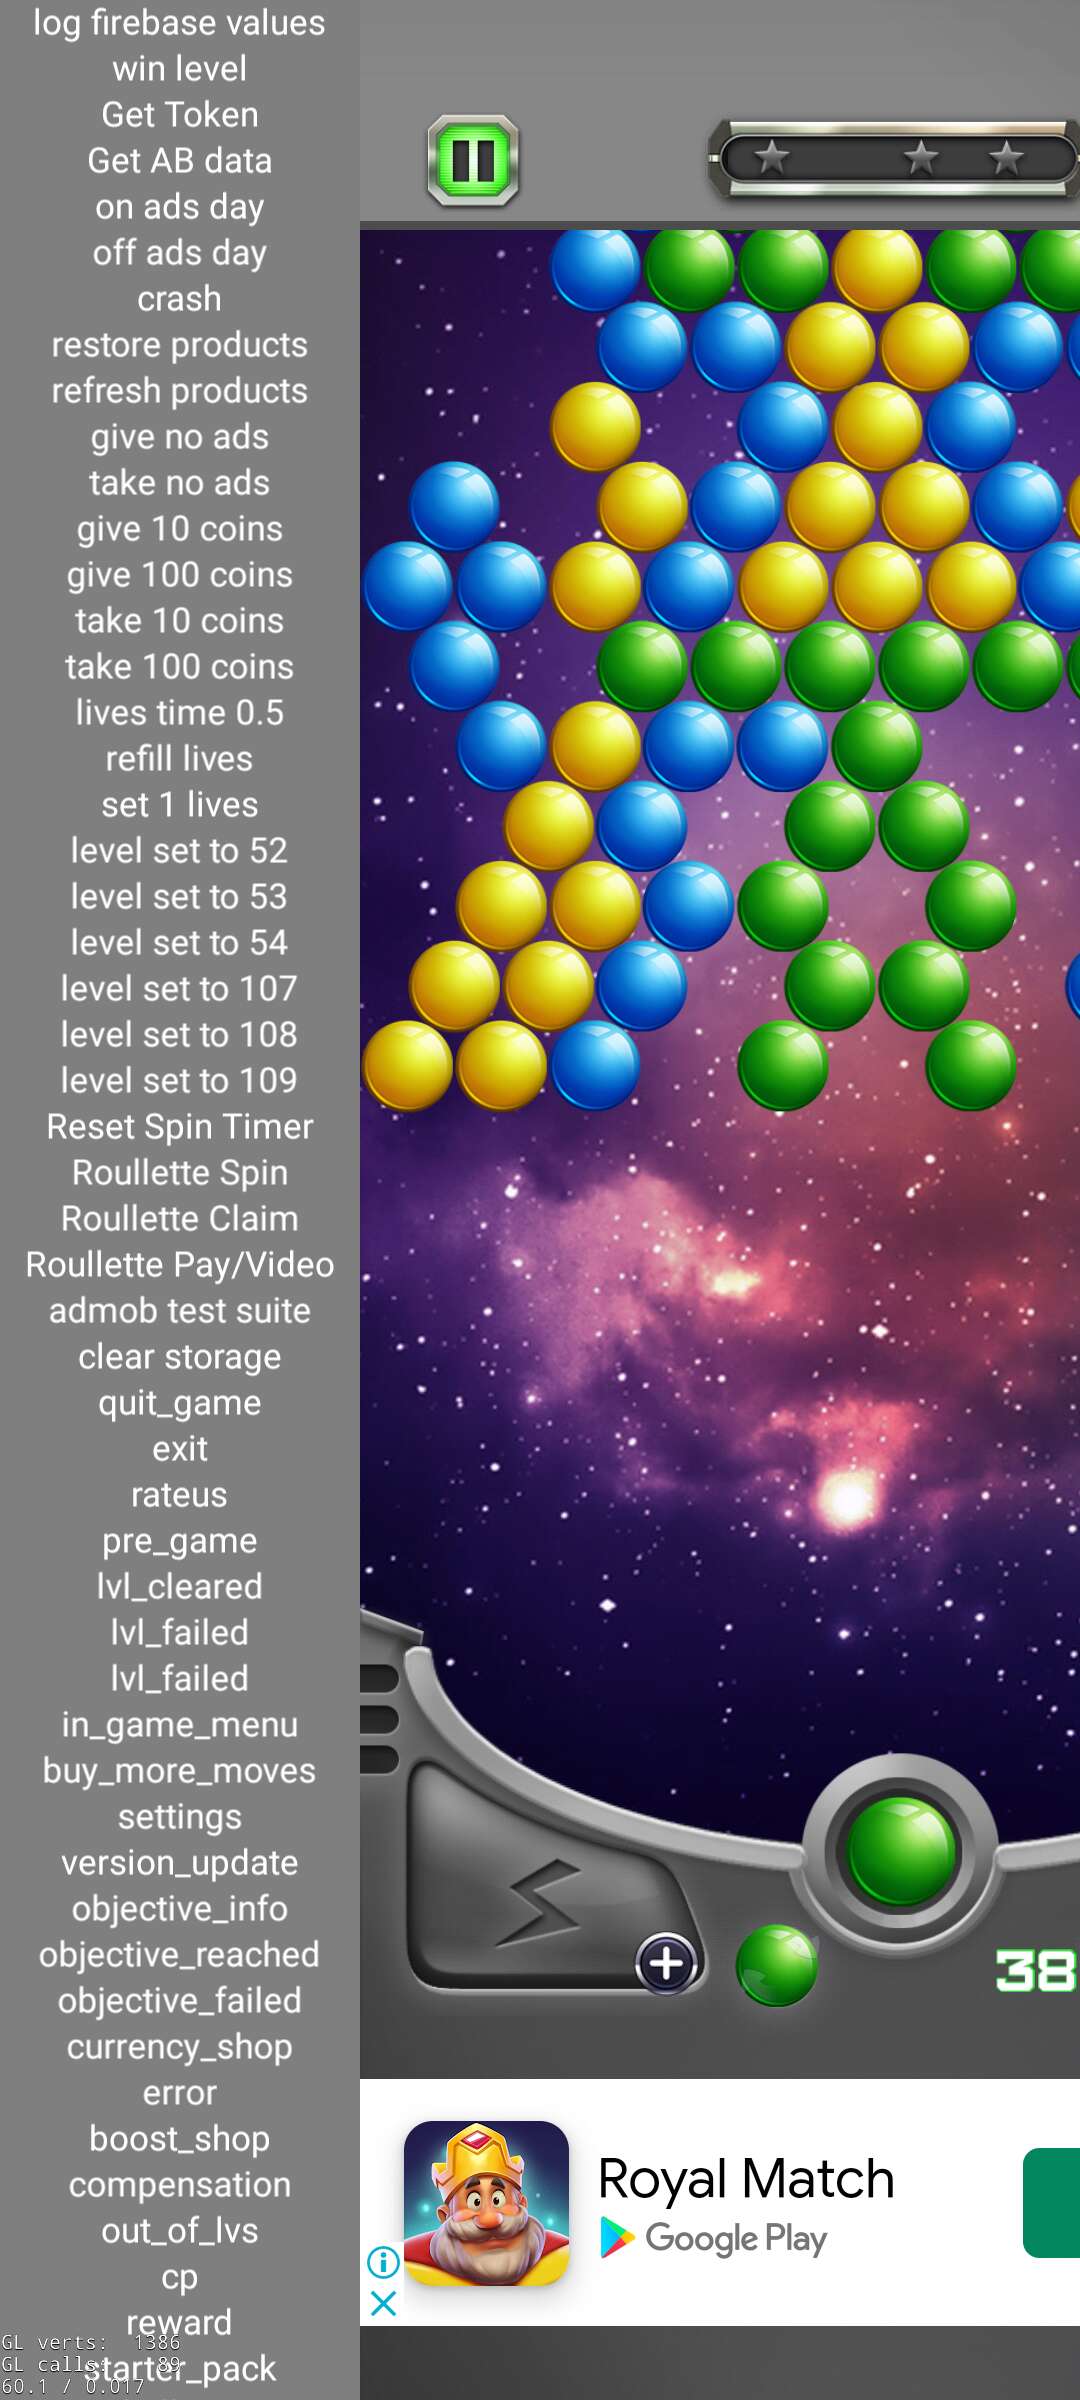 log firebase values
win level
Get Token
Get AB data
on ads day
off ads day
crash
restore products
refresh products
give no ads
take no ads
give 10 coins
give 100 coins
take 10 coins
take 100 coins
lives time 0.5
refill lives
set 1 lives
level set to 52
level set to 53
level set to 54
level set to 107
level set to 108
level set to 109
Reset Spin Timer
Roullette Spin
Roullette Claim
Roullette Pay/Video
admob test suite
clear storage
quit_game
exit
rateus
pre_game
lvl_cleared
lvl_failed
lvl_failed
in_game_menu
buy_more_moves
settings
version_update
objective_info
objective_reached
objective_failed
currency_shop
error
boost_shop
compensation
out_of_lvs
cp
reward
starter_pack
GL verts: 1386
GL calls: 89
60.1 / 0.017
38
Royal Match
Google Play